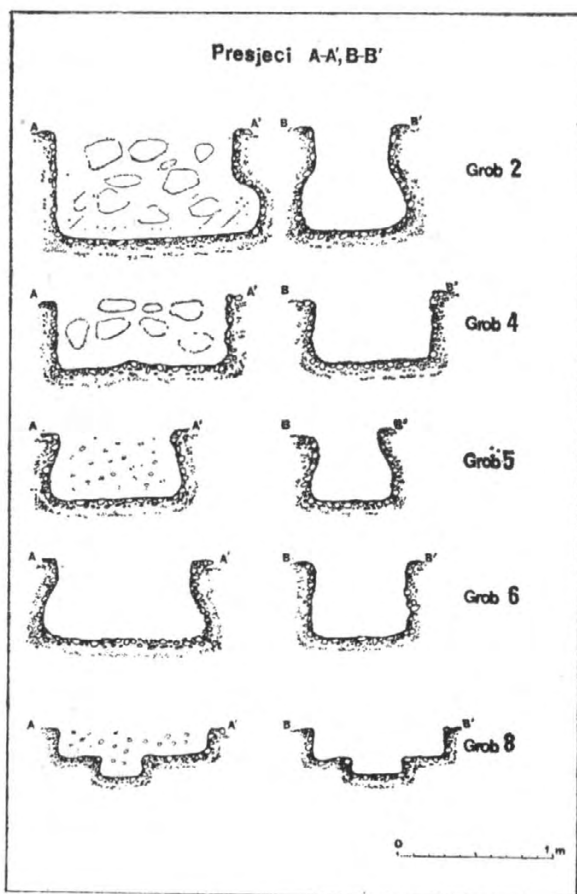 Presjeci A-A', B-B'
A A' B B'
Grob 2
A A' B B'
Grob 4
A A' B B'
Grob 5
A A' B B'
Grob 6
A A' B B'
Grob 8
0 1 m